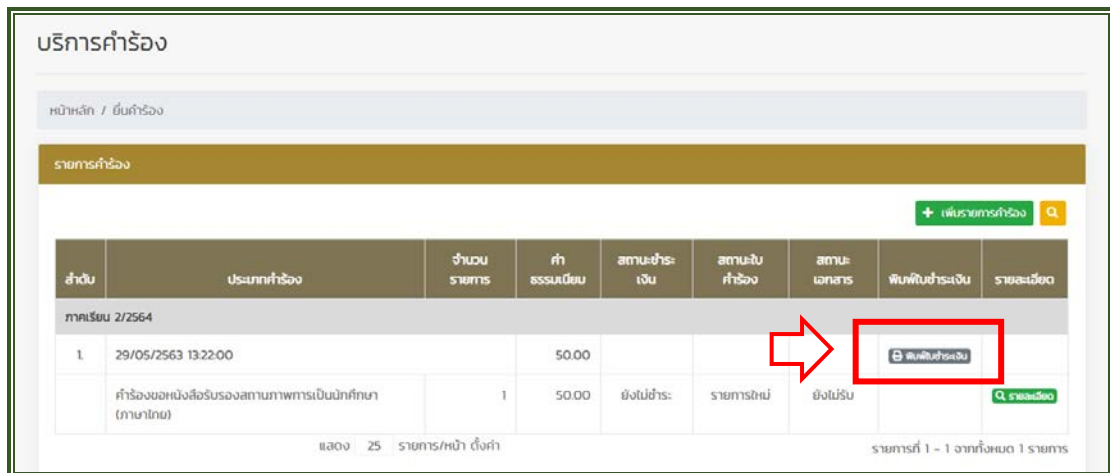 บริการคำร้อง
หน้าหลัก / ยื่นคำร้อง
รายการคำร้อง
+ เพิ่มรายการคำร้อง
ลำดับ ประเภทคำร้อง จำนวน รายการ ค่า ธรรมเนียม สถานะชำระ เงิน สถานะใบ คำร้อง สถานะ เอกสาร พิมพ์ใบชำระเงิน รายละเอียด
ภาคเรียน 2/2564
1. 29/05/2563 13:22:00 50.00 พิมพ์ใบชำระเงิน
คำร้องขอหนังสือรับรองสถานภาพการเป็นนักศึกษา 1 50.00 ยังไม่ชำระ รายการใหม่ ยังไม่รับ รายละเอียด
(ภาษาไทย)
แสดง 25 รายการ/หน้า ตั้งค่า รายการที่ 1 - 1 จากทั้งหมด 1 รายการ